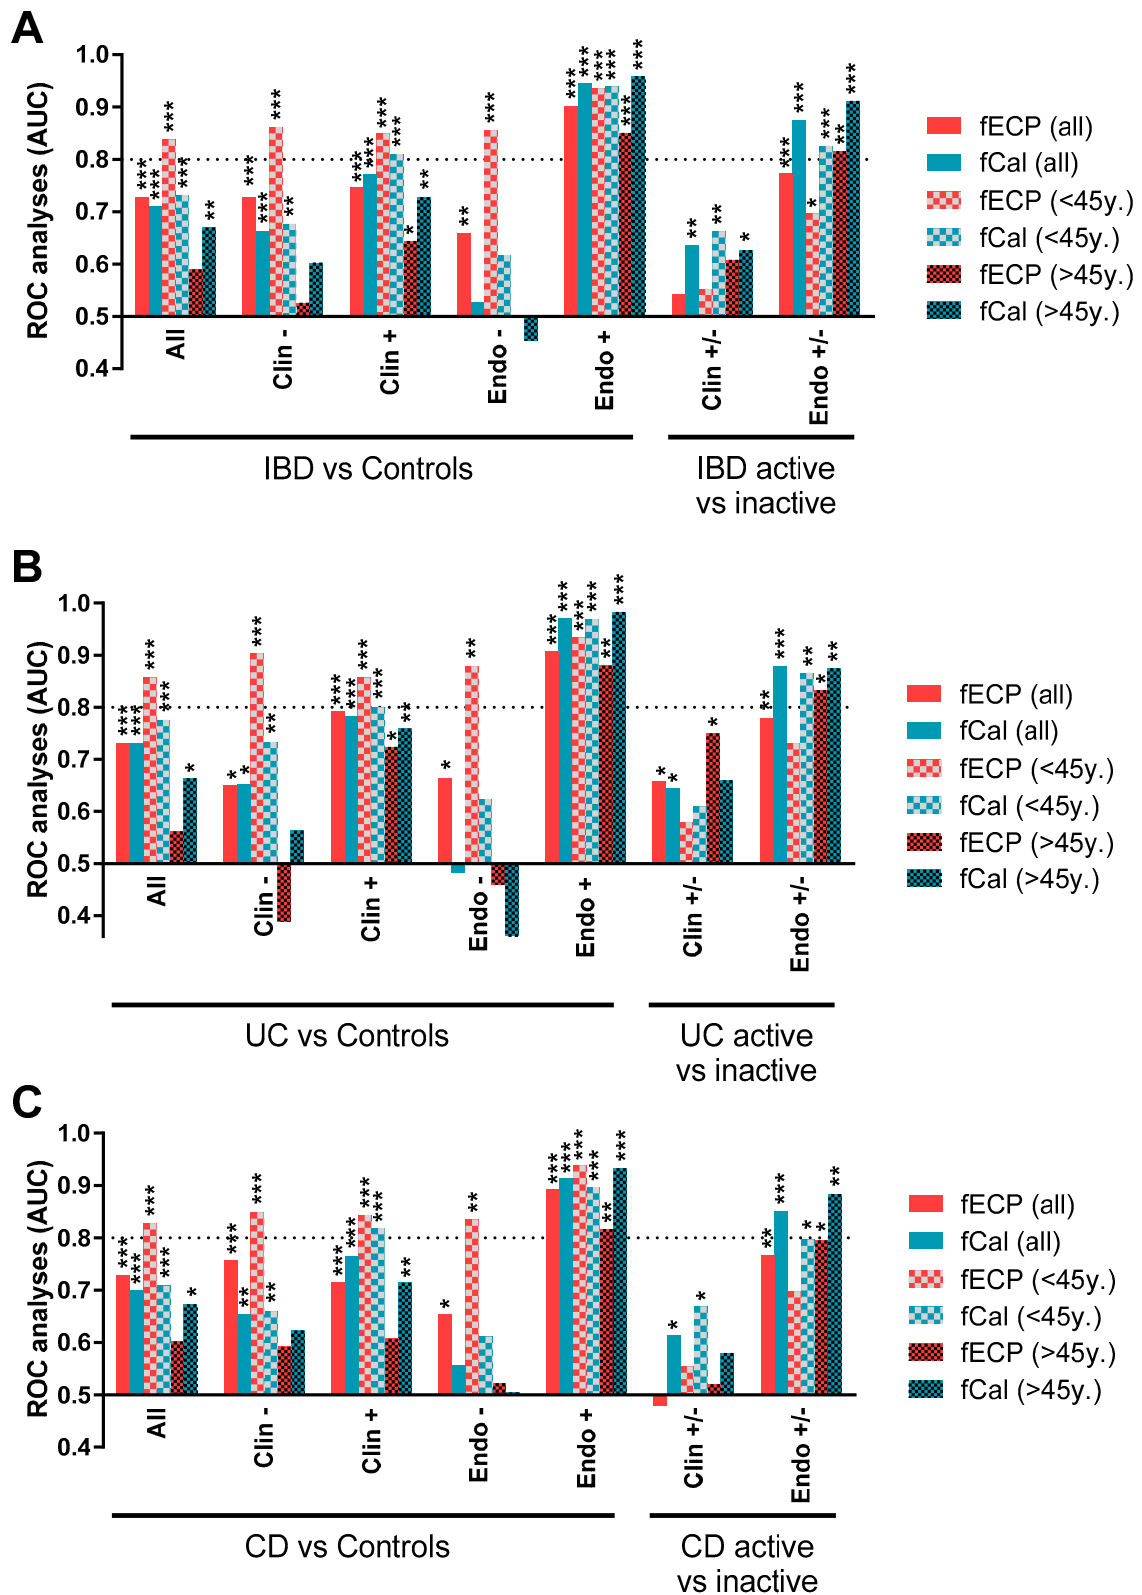 A
ROC analyses (AUC)
1.0
0.9
0.8
0.7
0.6
0.5
0.4
*** *** *** *** **
*** *** *** **
*** *** *** *** * **
** ***
*** *** *** *** *** ***
** ** *
*** *** * *** ** ***
All
Clin -
Clin +
Endo -
Endo +
Clin +/-
Endo +/-
IBD vs Controls
IBD active
vs inactive
fECP (all)
fCal (all)
fECP (<45y.)
fCal (<45y.)
fECP (>45y.)
fCal (>45y.)
B
ROC analyses (AUC)
1.0
0.9
0.8
0.7
0.6
0.5
0.4
*** *** *** *** *
* * *** **
*** *** *** *** * **
* **
*** *** *** *** ** ***
* * *
** *** ** * **
All
Clin -
Clin +
Endo -
Endo +
Clin +/-
Endo +/-
UC vs Controls
UC active
vs inactive
fECP (all)
fCal (all)
fECP (<45y.)
fCal (<45y.)
fECP (>45y.)
fCal (>45y.)
C
ROC analyses (AUC)
1.0
0.9
0.8
0.7
0.6
0.5
0.4
*** *** *** *** *
*** ** *** **
*** *** *** *** **
* **
*** *** *** *** ** ***
* *
** *** * * **
All
Clin -
Clin +
Endo -
Endo +
Clin +/-
Endo +/-
CD vs Controls
CD active
vs inactive
fECP (all)
fCal (all)
fECP (<45y.)
fCal (<45y.)
fECP (>45y.)
fCal (>45y.)